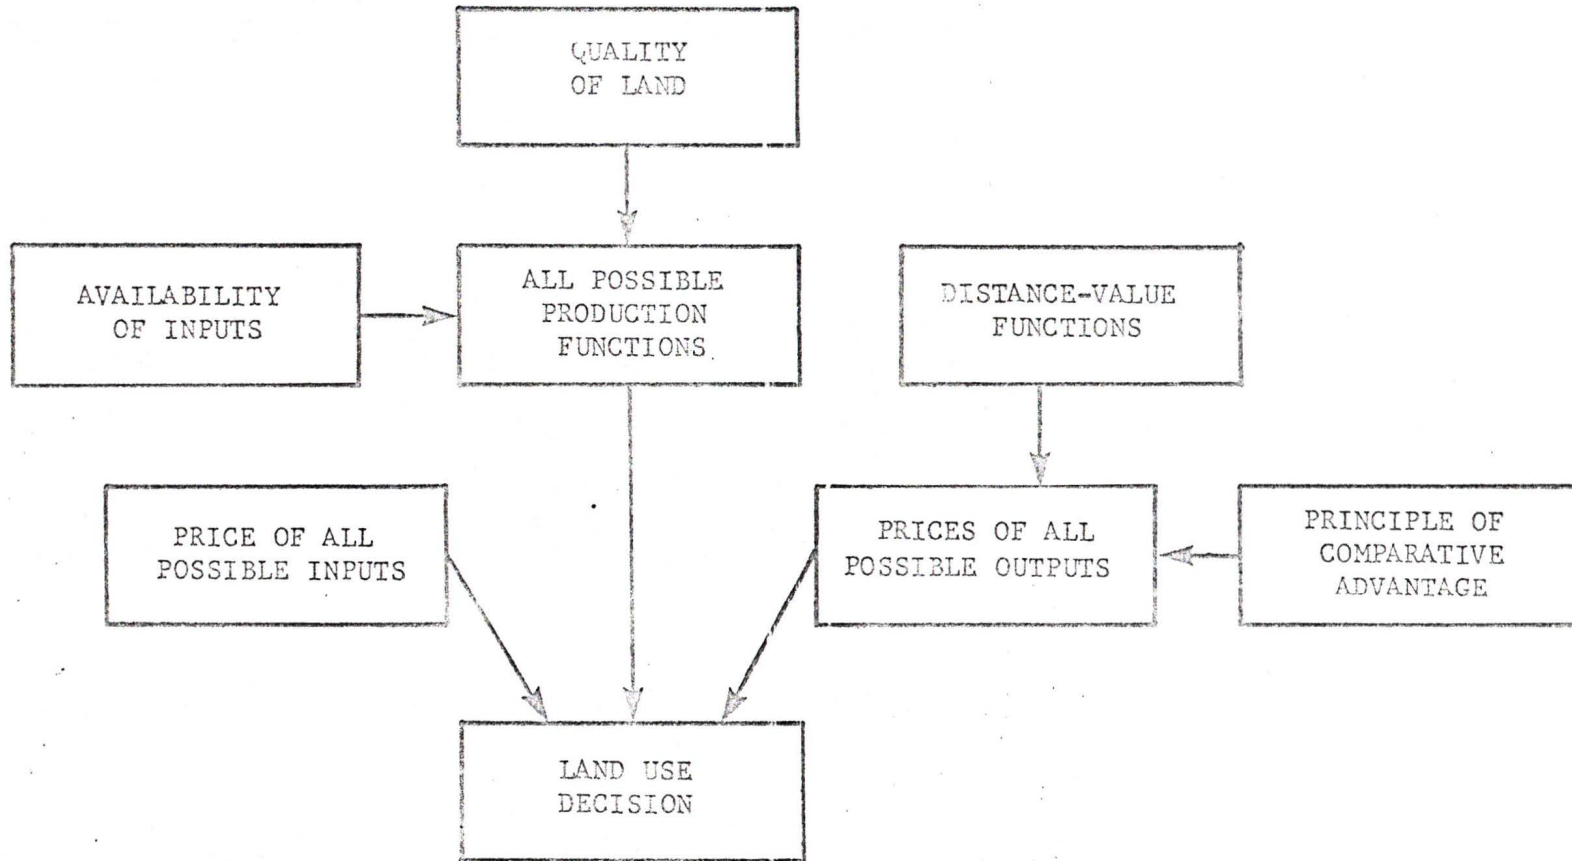 QUALITY
OF LAND
AVAILABILITY
OF INPUTS
ALL POSSIBLE
PRODUCTION
FUNCTIONS
DISTANCE-VALUE
FUNCTIONS
PRICE OF ALL
POSSIBLE INPUTS
PRICES OF ALL
POSSIBLE OUTPUTS
PRINCIPLE OF
COMPARATIVE
ADVANTAGE
LAND USE
DECISION